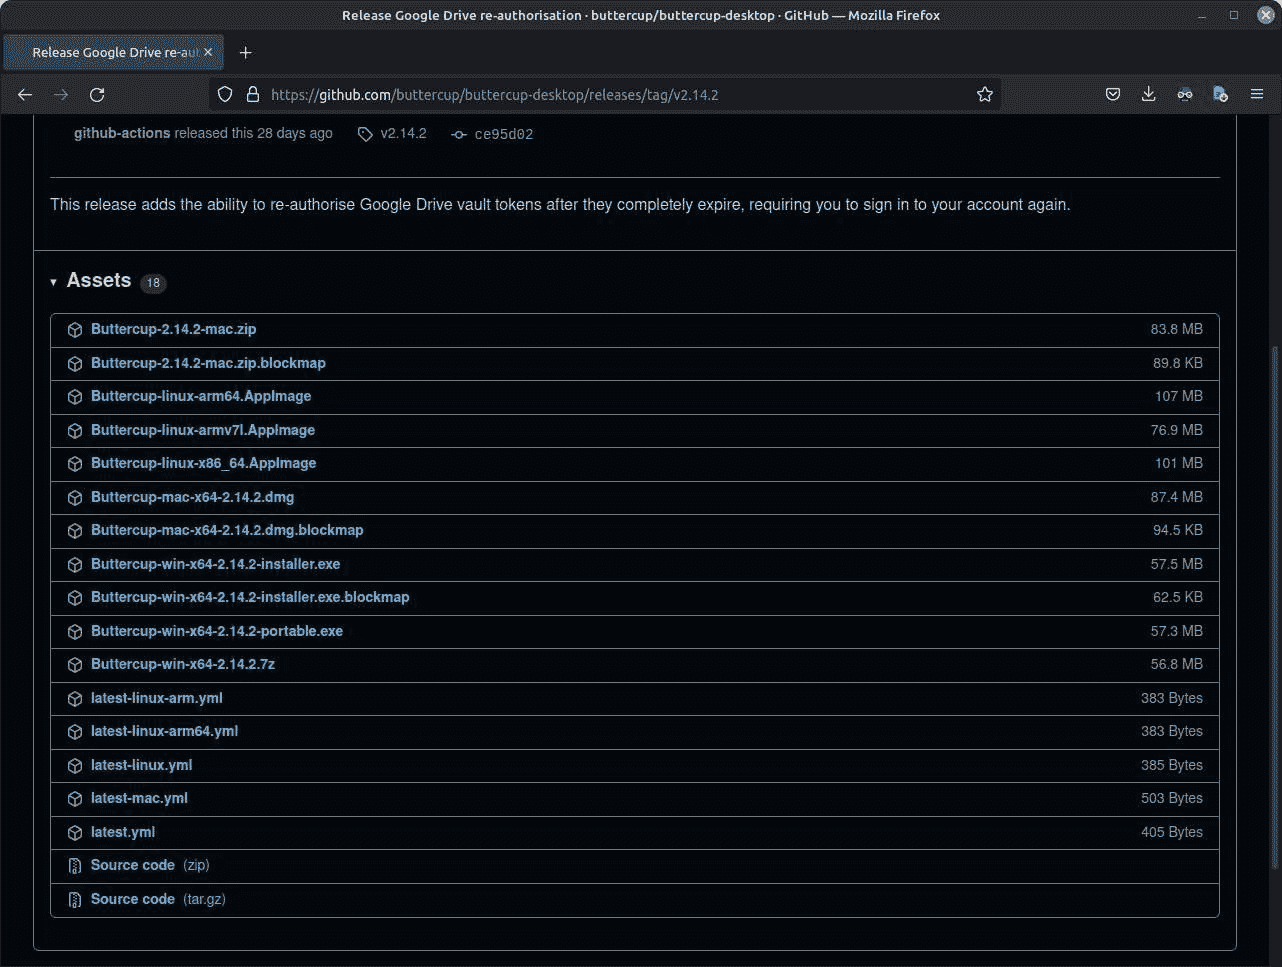 Release Google Drive re-authorisation · buttercup/buttercup-desktop · GitHub — Mozilla Firefox
Release Google Drive re-aut
https://github.com/buttercup/buttercup-desktop/releases/tag/v2.14.2
github-actions released this 28 days ago v2.14.2 ce95d02
This release adds the ability to re-authorise Google Drive vault tokens after they completely expire, requiring you to sign in to your account again.
Assets 18
Buttercup-2.14.2-mac.zip 83.8 MB
Buttercup-2.14.2-mac.zip.blockmap 89.8 KB
Buttercup-linux-arm64.AppImage 107 MB
Buttercup-linux-armv7l.AppImage 76.9 MB
Buttercup-linux-x86_64.AppImage 101 MB
Buttercup-mac-x64-2.14.2.dmg 87.4 MB
Buttercup-mac-x64-2.14.2.dmg.blockmap 94.5 KB
Buttercup-win-x64-2.14.2-installer.exe 57.5 MB
Buttercup-win-x64-2.14.2-installer.exe.blockmap 62.5 KB
Buttercup-win-x64-2.14.2-portable.exe 57.3 MB
Buttercup-win-x64-2.14.2.7z 56.8 MB
latest-linux-arm.yml 383 Bytes
latest-linux-arm64.yml 383 Bytes
latest-linux.yml 385 Bytes
latest-mac.yml 503 Bytes
latest.yml 405 Bytes
Source code (zip)
Source code (tar.gz)